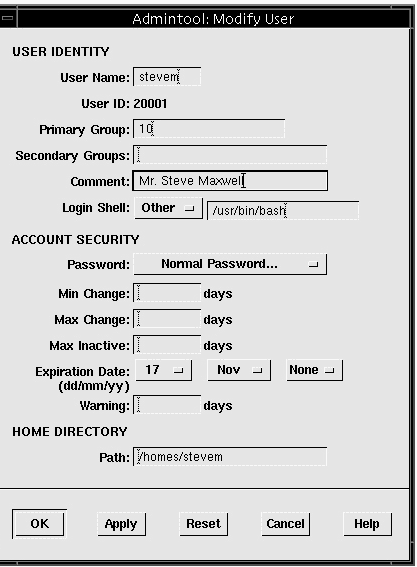 Admintool: Modify User
USER IDENTITY
User Name: stevem
User ID: 20001
Primary Group: 10
Secondary Groups:
Comment: Mr. Steve Maxwell
Login Shell: Other /usr/bin/bash
ACCOUNT SECURITY
Password: Normal Password...
Min Change: days
Max Change: days
Max Inactive: days
Expiration Date: 17 Nov None
(dd/mm/yy)
Warning: days
HOME DIRECTORY
Path: /homes/stevem
OK Apply Reset Cancel Help